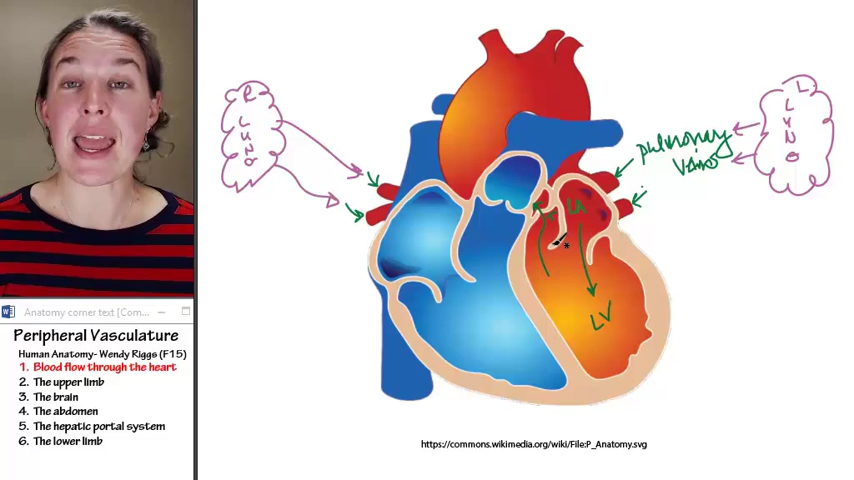 Anatomy corner text [Com...
Peripheral Vasculature
Human Anatomy- Wendy Riggs (F15)
1. Blood flow through the heart
2. The upper limb
3. The brain
4. The abdomen
5. The hepatic portal system
6. The lower limb
R
LUNG
pulmonary
veins
L
LUNG
LA
LV
https://commons.wikimedia.org/wiki/File:P_Anatomy.svg